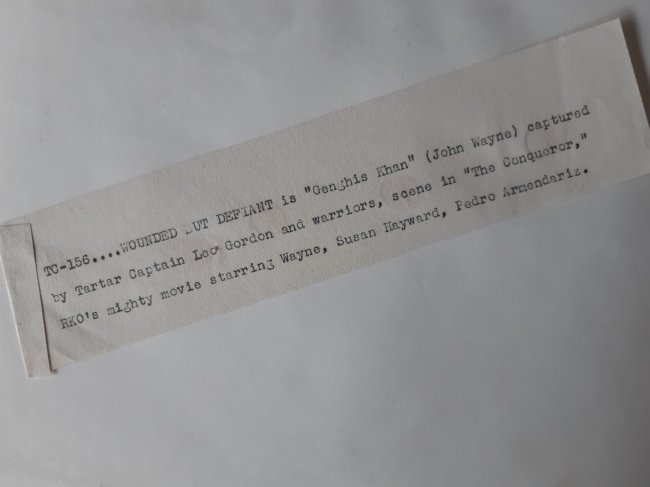 TC-156....WOUNDED BUT DEFIANT is "Genghis Khan" (John Wayne) captured
by Tartar Captain Leo Gordon and warriors, scene in "The Conqueror,"
RKO's mighty movie starring Wayne, Susan Hayward, Pedro Armendariz.